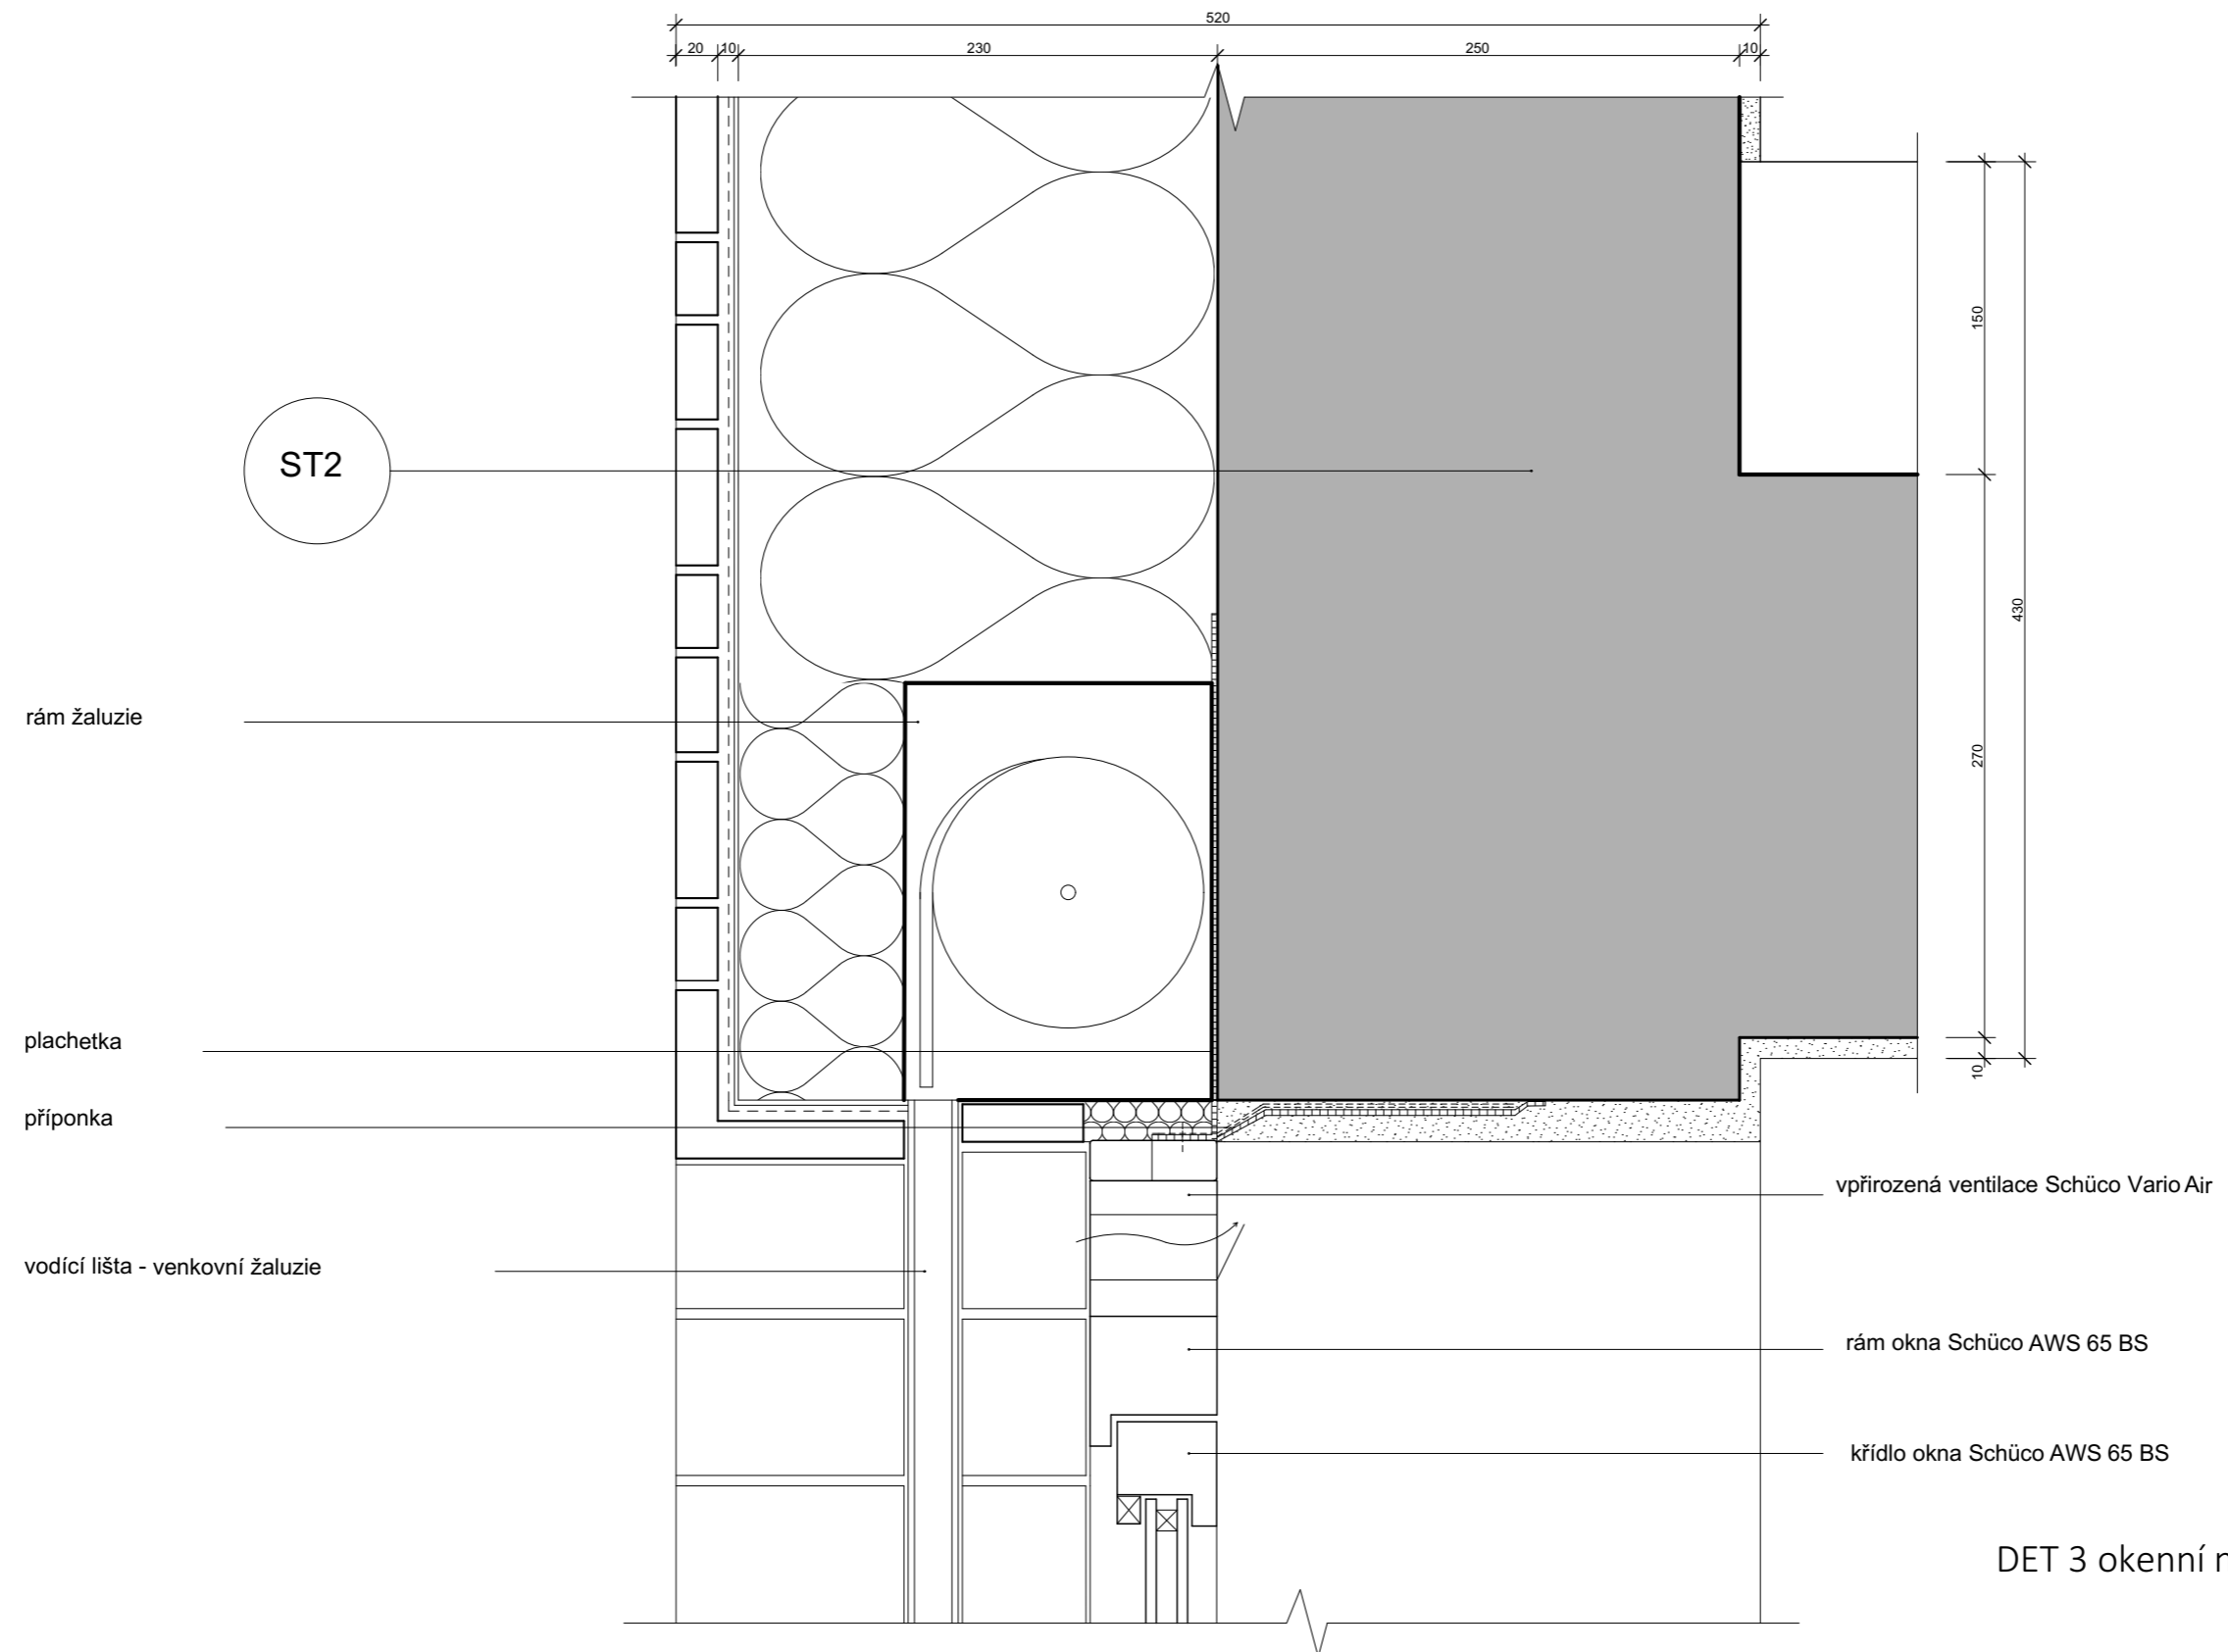 520
20
10
230
250
10
150
ST2
430
rám žaluzie
270
plachetka
10
příponka
vpřirozená ventilace Schüco Vario Air
vodící lišta - venkovní žaluzie
rám okna Schüco AWS 65 BS
křídlo okna Schüco AWS 65 BS
DET 3 okenní